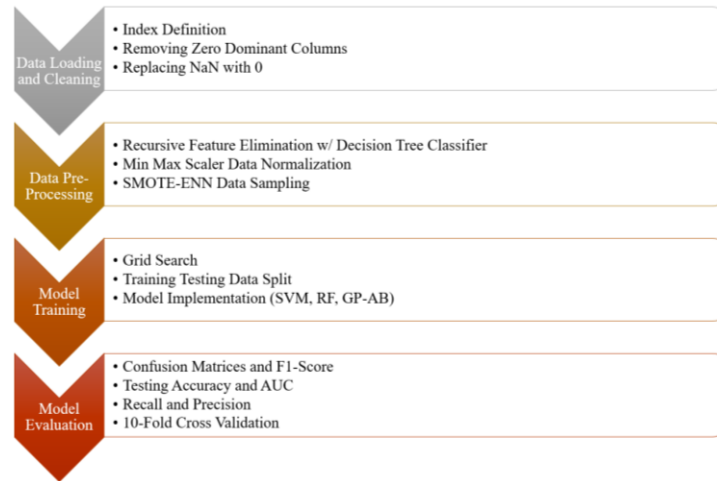 Data Loading
and Cleaning
• Index Definition
• Removing Zero Dominant Columns
• Replacing NaN with 0
Data Pre-
Processing
• Recursive Feature Elimination w/ Decision Tree Classifier
• Min Max Scaler Data Normalization
• SMOTE-ENN Data Sampling
Model
Training
• Grid Search
• Training Testing Data Split
• Model Implementation (SVM, RF, GP-AB)
Model
Evaluation
• Confusion Matrices and F1-Score
• Testing Accuracy and AUC
• Recall and Precision
• 10-Fold Cross Validation